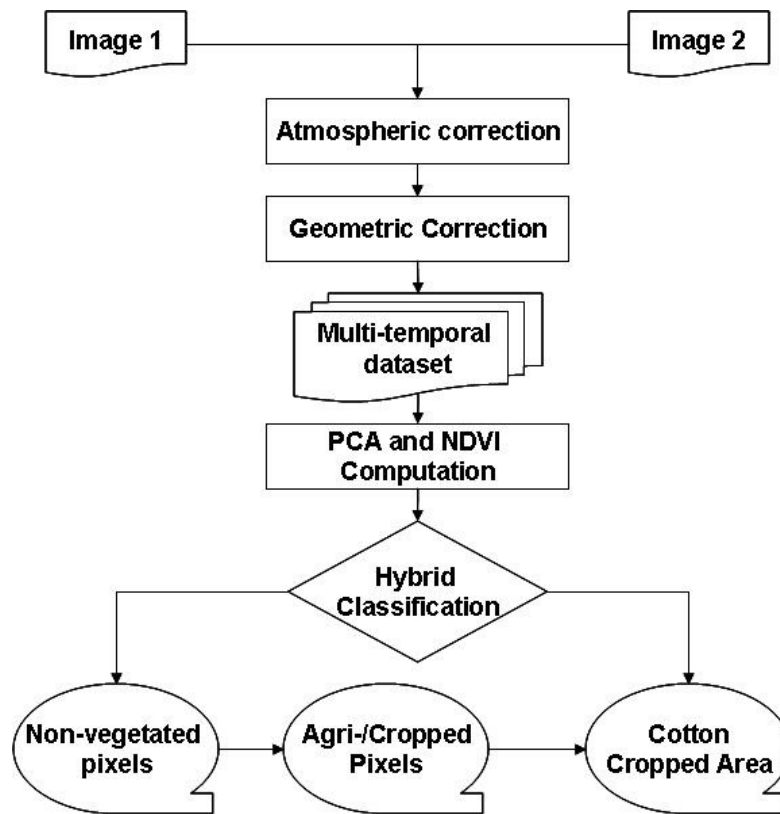 Image 1
Image 2
Atmospheric correction
Geometric Correction
Multi-temporal
dataset
PCA and NDVI
Computation
Hybrid
Classification
Non-vegetated
pixels
Agri-/Cropped
Pixels
Cotton
Cropped Area